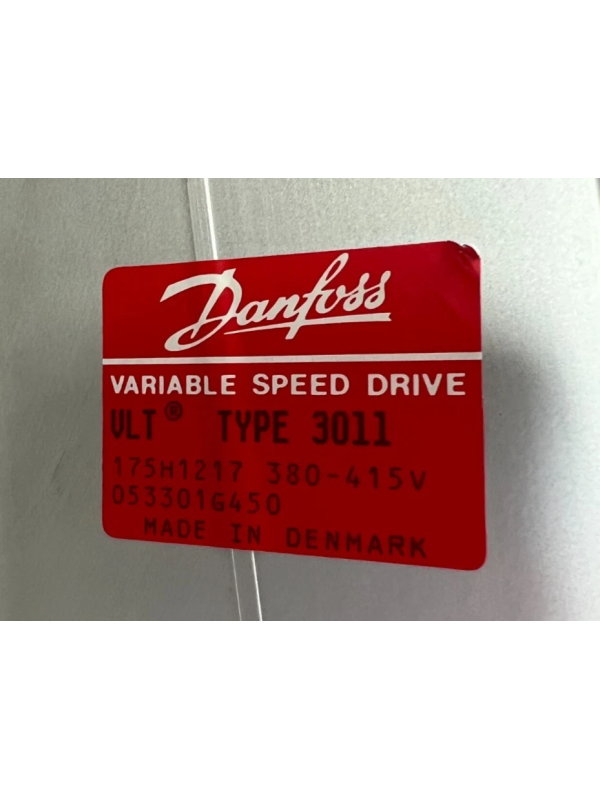 Danfoss
VARIABLE SPEED DRIVE
VLT® TYPE 3011
175H1217 380-415V
053301G450
MADE IN DENMARK